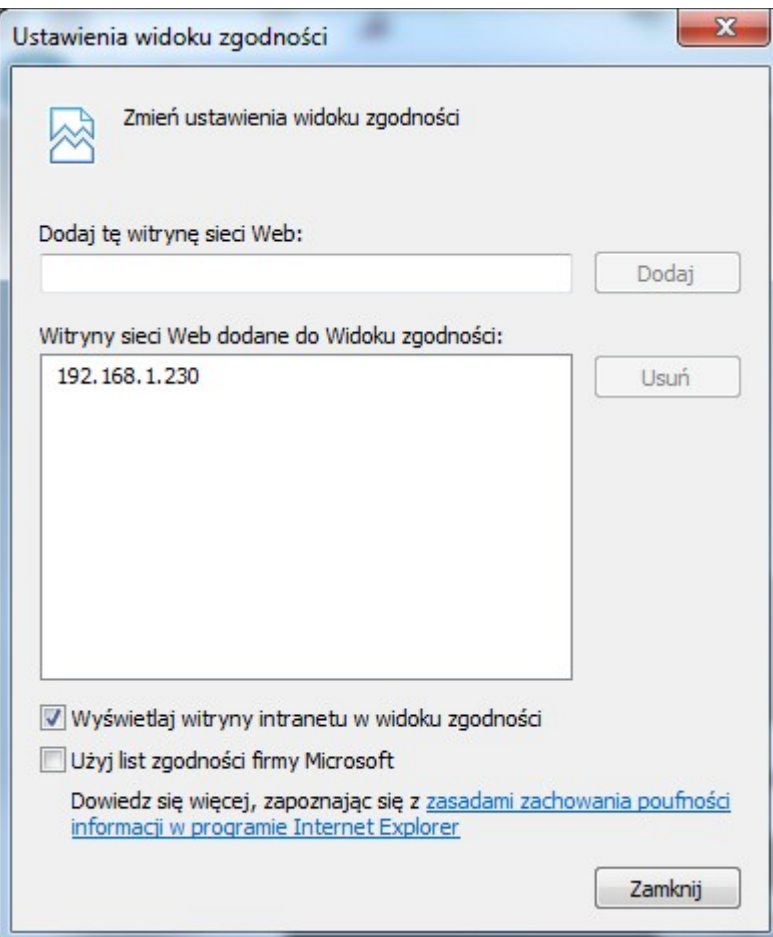 Ustawienia widoku zgodności
Zmień ustawienia widoku zgodności
Dodaj tę witrynę sieci Web:
Dodaj
Witryny sieci Web dodane do Widoku zgodności:
192.168.1.230
Usuń
Wyświetlaj witryny intranetu w widoku zgodności
Użyj list zgodności firmy Microsoft
Dowiedz się więcej, zapoznając się z zasadami zachowania poufności
informacji w programie Internet Explorer
Zamknij